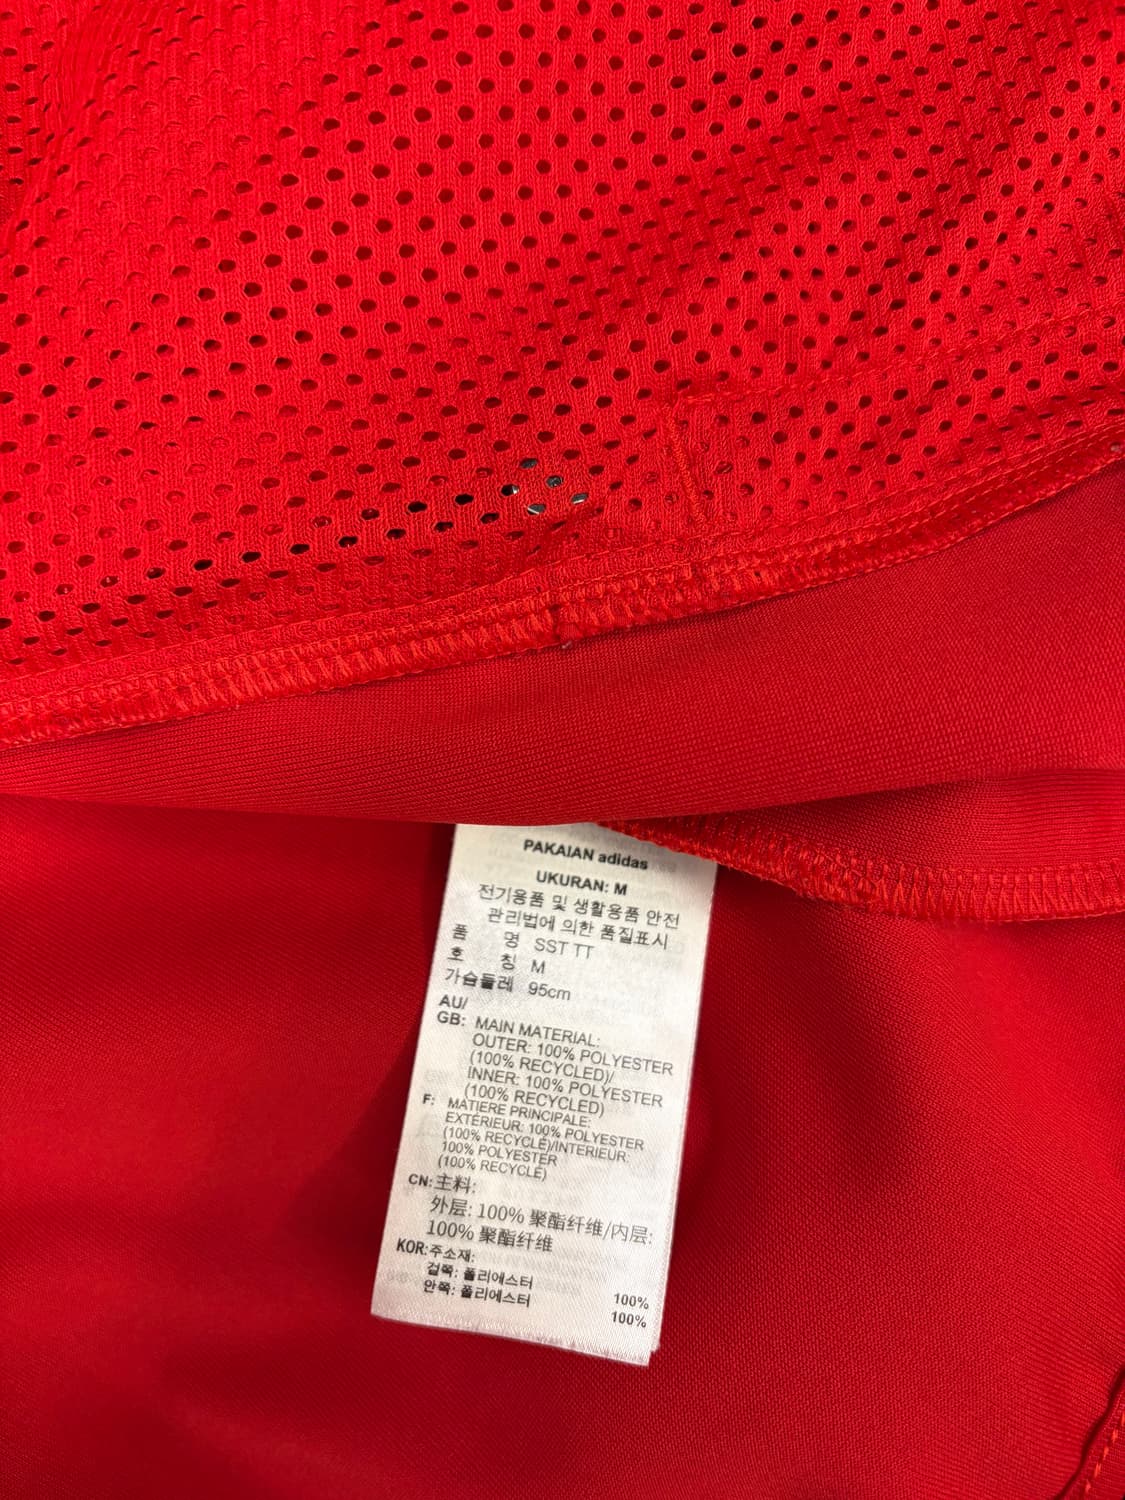 PAKAIAN adidas
UKURAN: M
전기용품 및 생활용품 안전
관리법에 의한 품질표시
품 명 SST TT
호 칭 M
가슴둘레 95cm
AU/
GB: MAIN MATERIAL:
OUTER: 100% POLYESTER
(100% RECYCLED)/
INNER: 100% POLYESTER
(100% RECYCLED)
F: MATIERE PRINCIPALE:
EXTÉRIEUR: 100% POLYESTER
(100% RECYCLÉ)/INTERIEUR:
100% POLYESTER
(100% RECYCLÉ)
CN: 主料:
外层: 100% 聚酯纤维/内层:
100% 聚酯纤维
KOR: 주소재:
겉쪽: 폴리에스터 100%
안쪽: 폴리에스터 100%